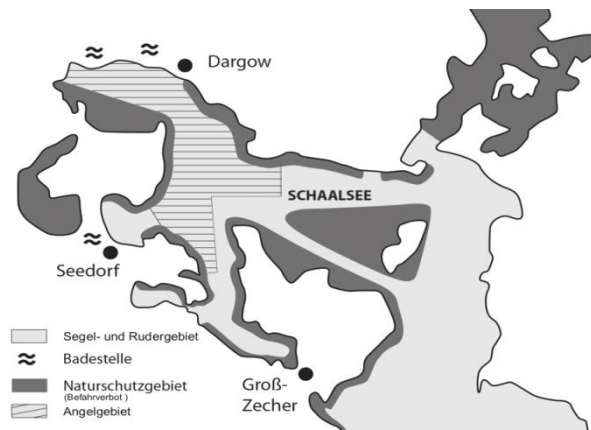 Dargow
SCHAALSEE
Seedorf
Segel- und Rudergebiet
Badestelle
Naturschutzgebiet
(Befahrverbot )
Angelgebiet
Groß-
Zecher